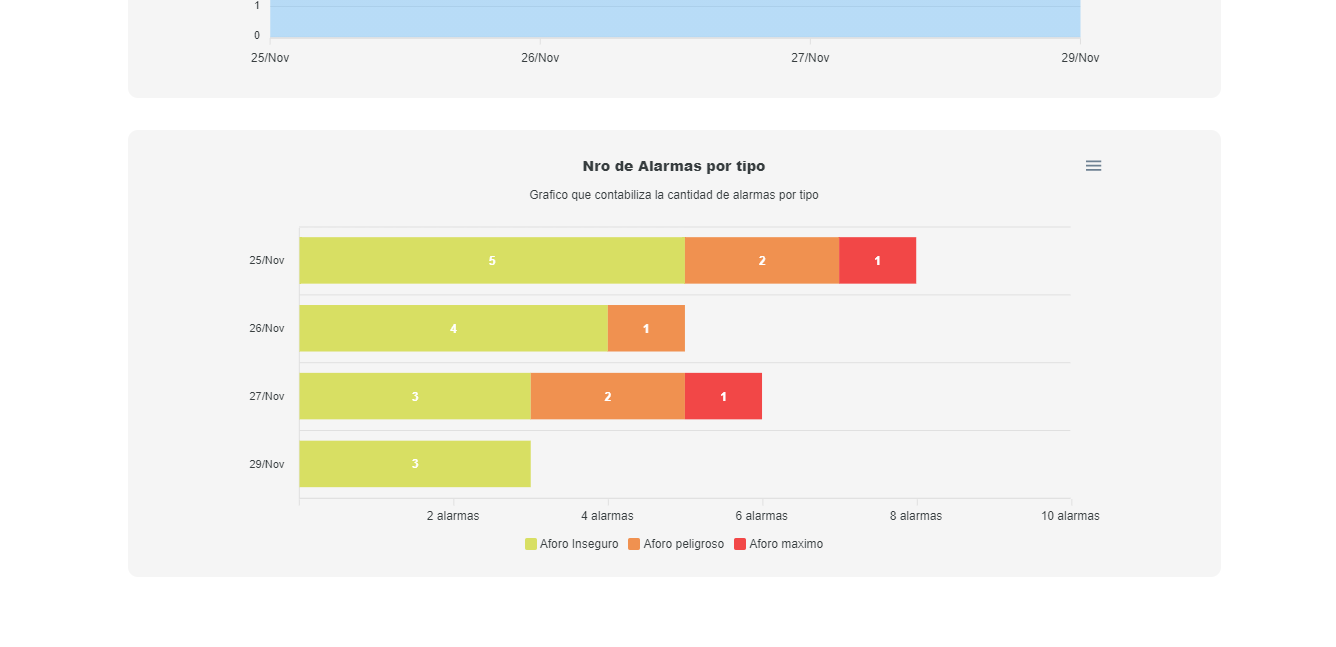 1
0
25/Nov 26/Nov 27/Nov 29/Nov
Nro de Alarmas por tipo
Grafico que contabiliza la cantidad de alarmas por tipo
25/Nov 5 2 1
26/Nov 4 1
27/Nov 3 2 1
29/Nov 3
2 alarmas 4 alarmas 6 alarmas 8 alarmas 10 alarmas
Aforo Inseguro Aforo peligroso Aforo maximo